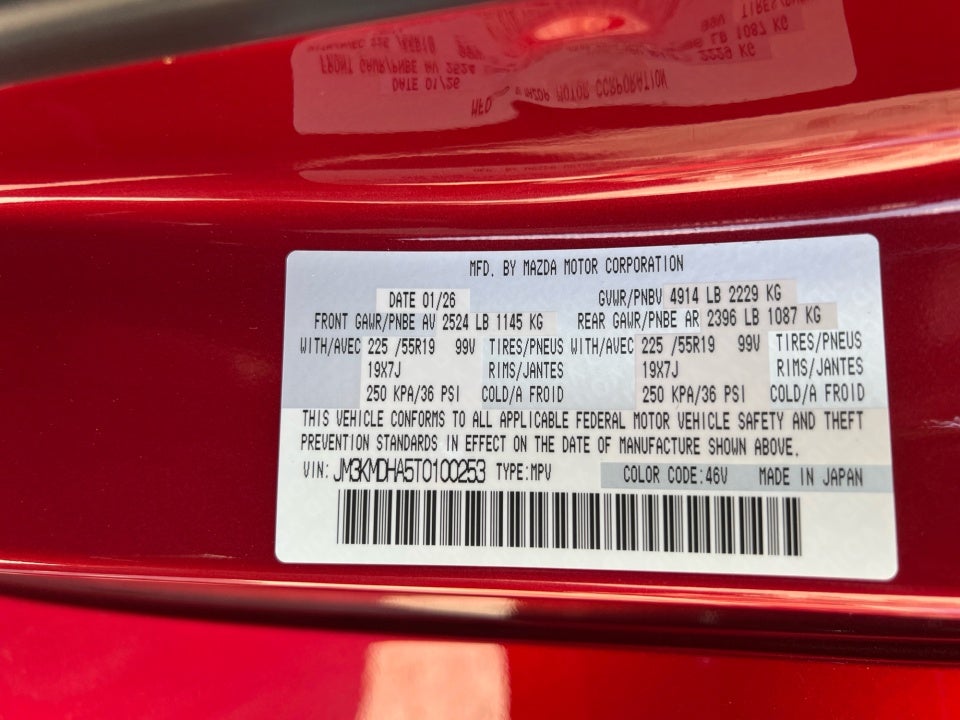 MFD. BY MAZDA MOTOR CORPORATION
DATE 01/26 GVWR/PNBV 4914 LB 2229 KG
FRONT GAWR/PNBE AV 2524 LB 1145 KG REAR GAWR/PNBE AR 2396 LB 1087 KG
WITH/AVEC 225 /55R19 99V TIRES/PNEUS WITH/AVEC 225 /55R19 99V TIRES/PNEUS
19X7J RIMS/JANTES 19X7J RIMS/JANTES
250 KPA/36 PSI COLD/A FROID 250 KPA/36 PSI COLD/A FROID
THIS VEHICLE CONFORMS TO ALL APPLICABLE FEDERAL MOTOR VEHICLE SAFETY AND THEFT
PREVENTION STANDARDS IN EFFECT ON THE DATE OF MANUFACTURE SHOWN ABOVE.
VIN: JM3KMDHA5T0100253 TYPE:MPV COLOR CODE:46V MADE IN JAPAN